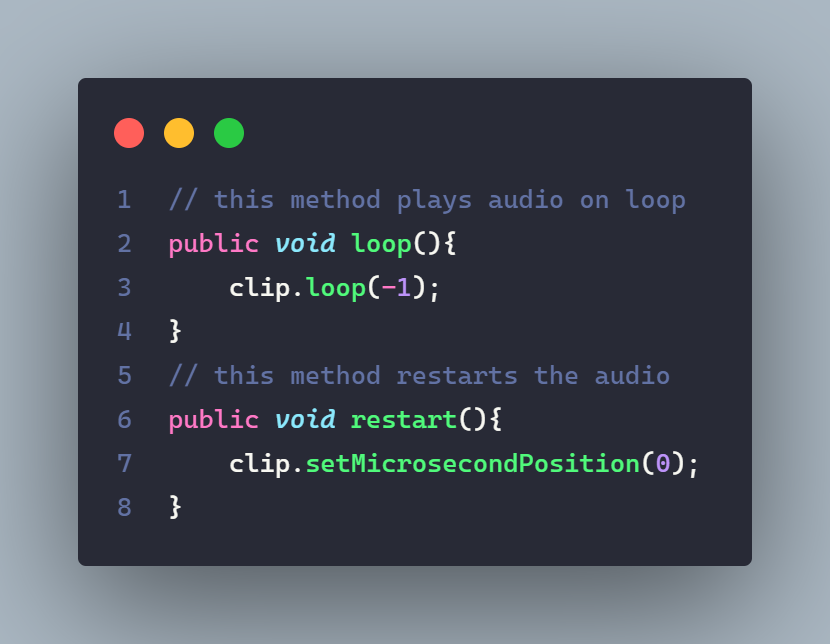 1 // this method plays audio on loop
2 public void loop(){
3     clip.loop(-1);
4 }
5 // this method restarts the audio
6 public void restart(){
7     clip.setMicrosecondPosition(0);
8 }